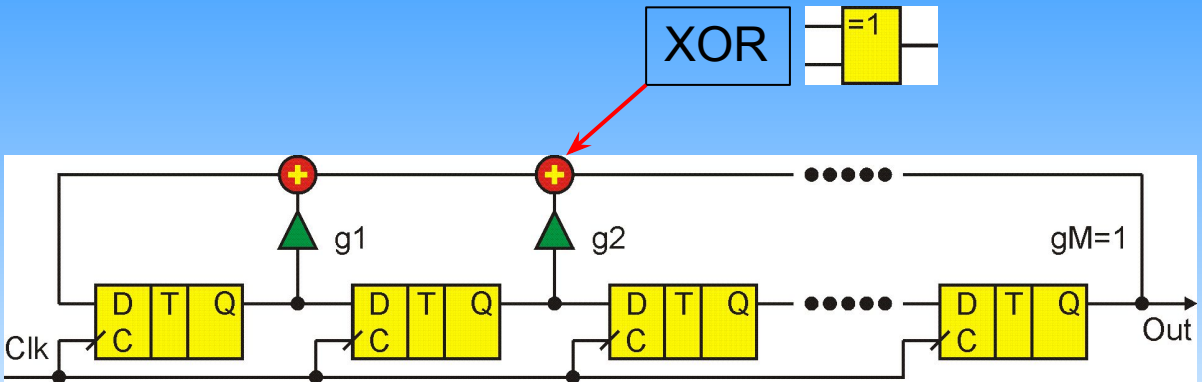 XOR
=1
g1
g2
gM=1
D T Q
C
D T Q
C
D T Q
C
D T Q
C
Clk
Out